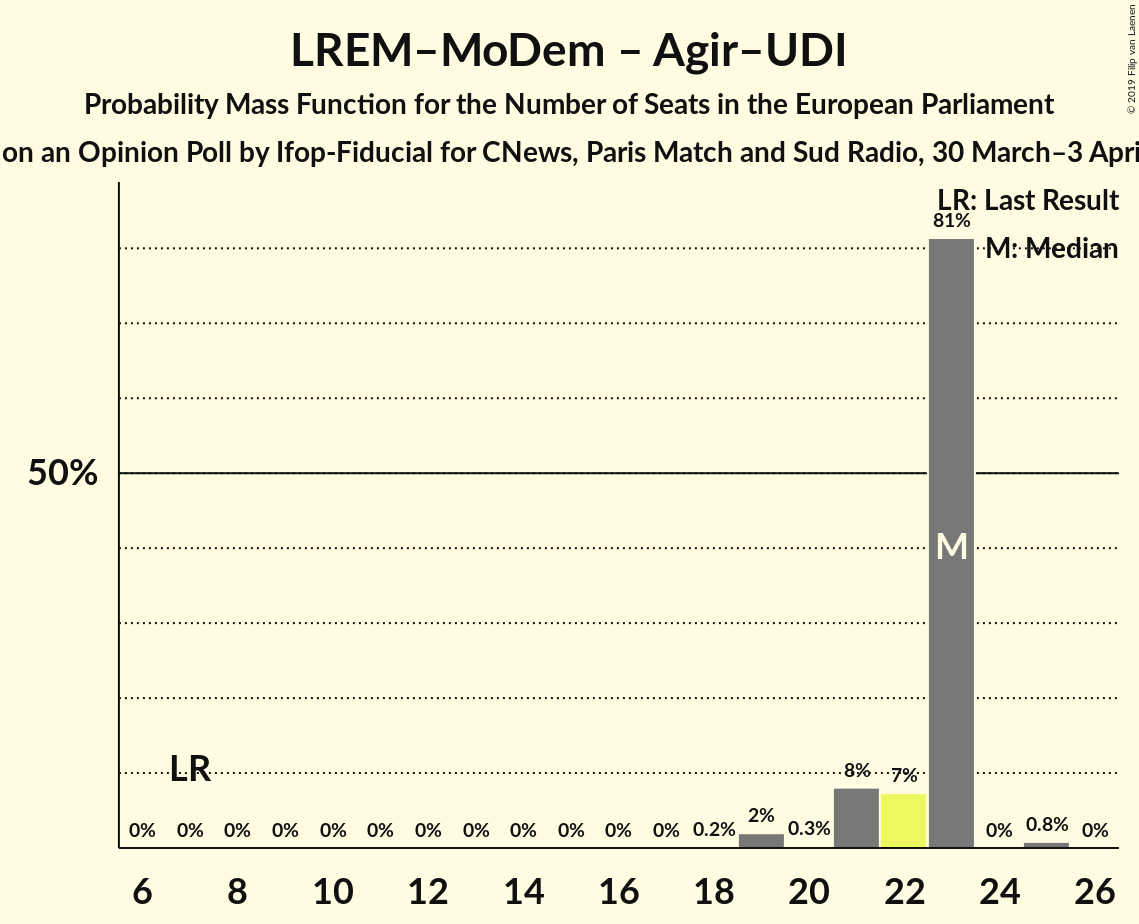 LREM–MoDem – Agir–UDI
Probability Mass Function for the Number of Seats in the European Parliament
on an Opinion Poll by Ifop-Fiducial for CNews, Paris Match and Sud Radio, 30 March–3 Apri
© 2019 Filip van Laenen
LR: Last Result
M: Median
81%
50%
M
LR
0% 0% 0% 0% 0% 0% 0% 0% 0% 0% 0% 0% 0.2% 2% 0.3% 8% 7% 0% 0.8% 0%
6 8 10 12 14 16 18 20 22 24 26